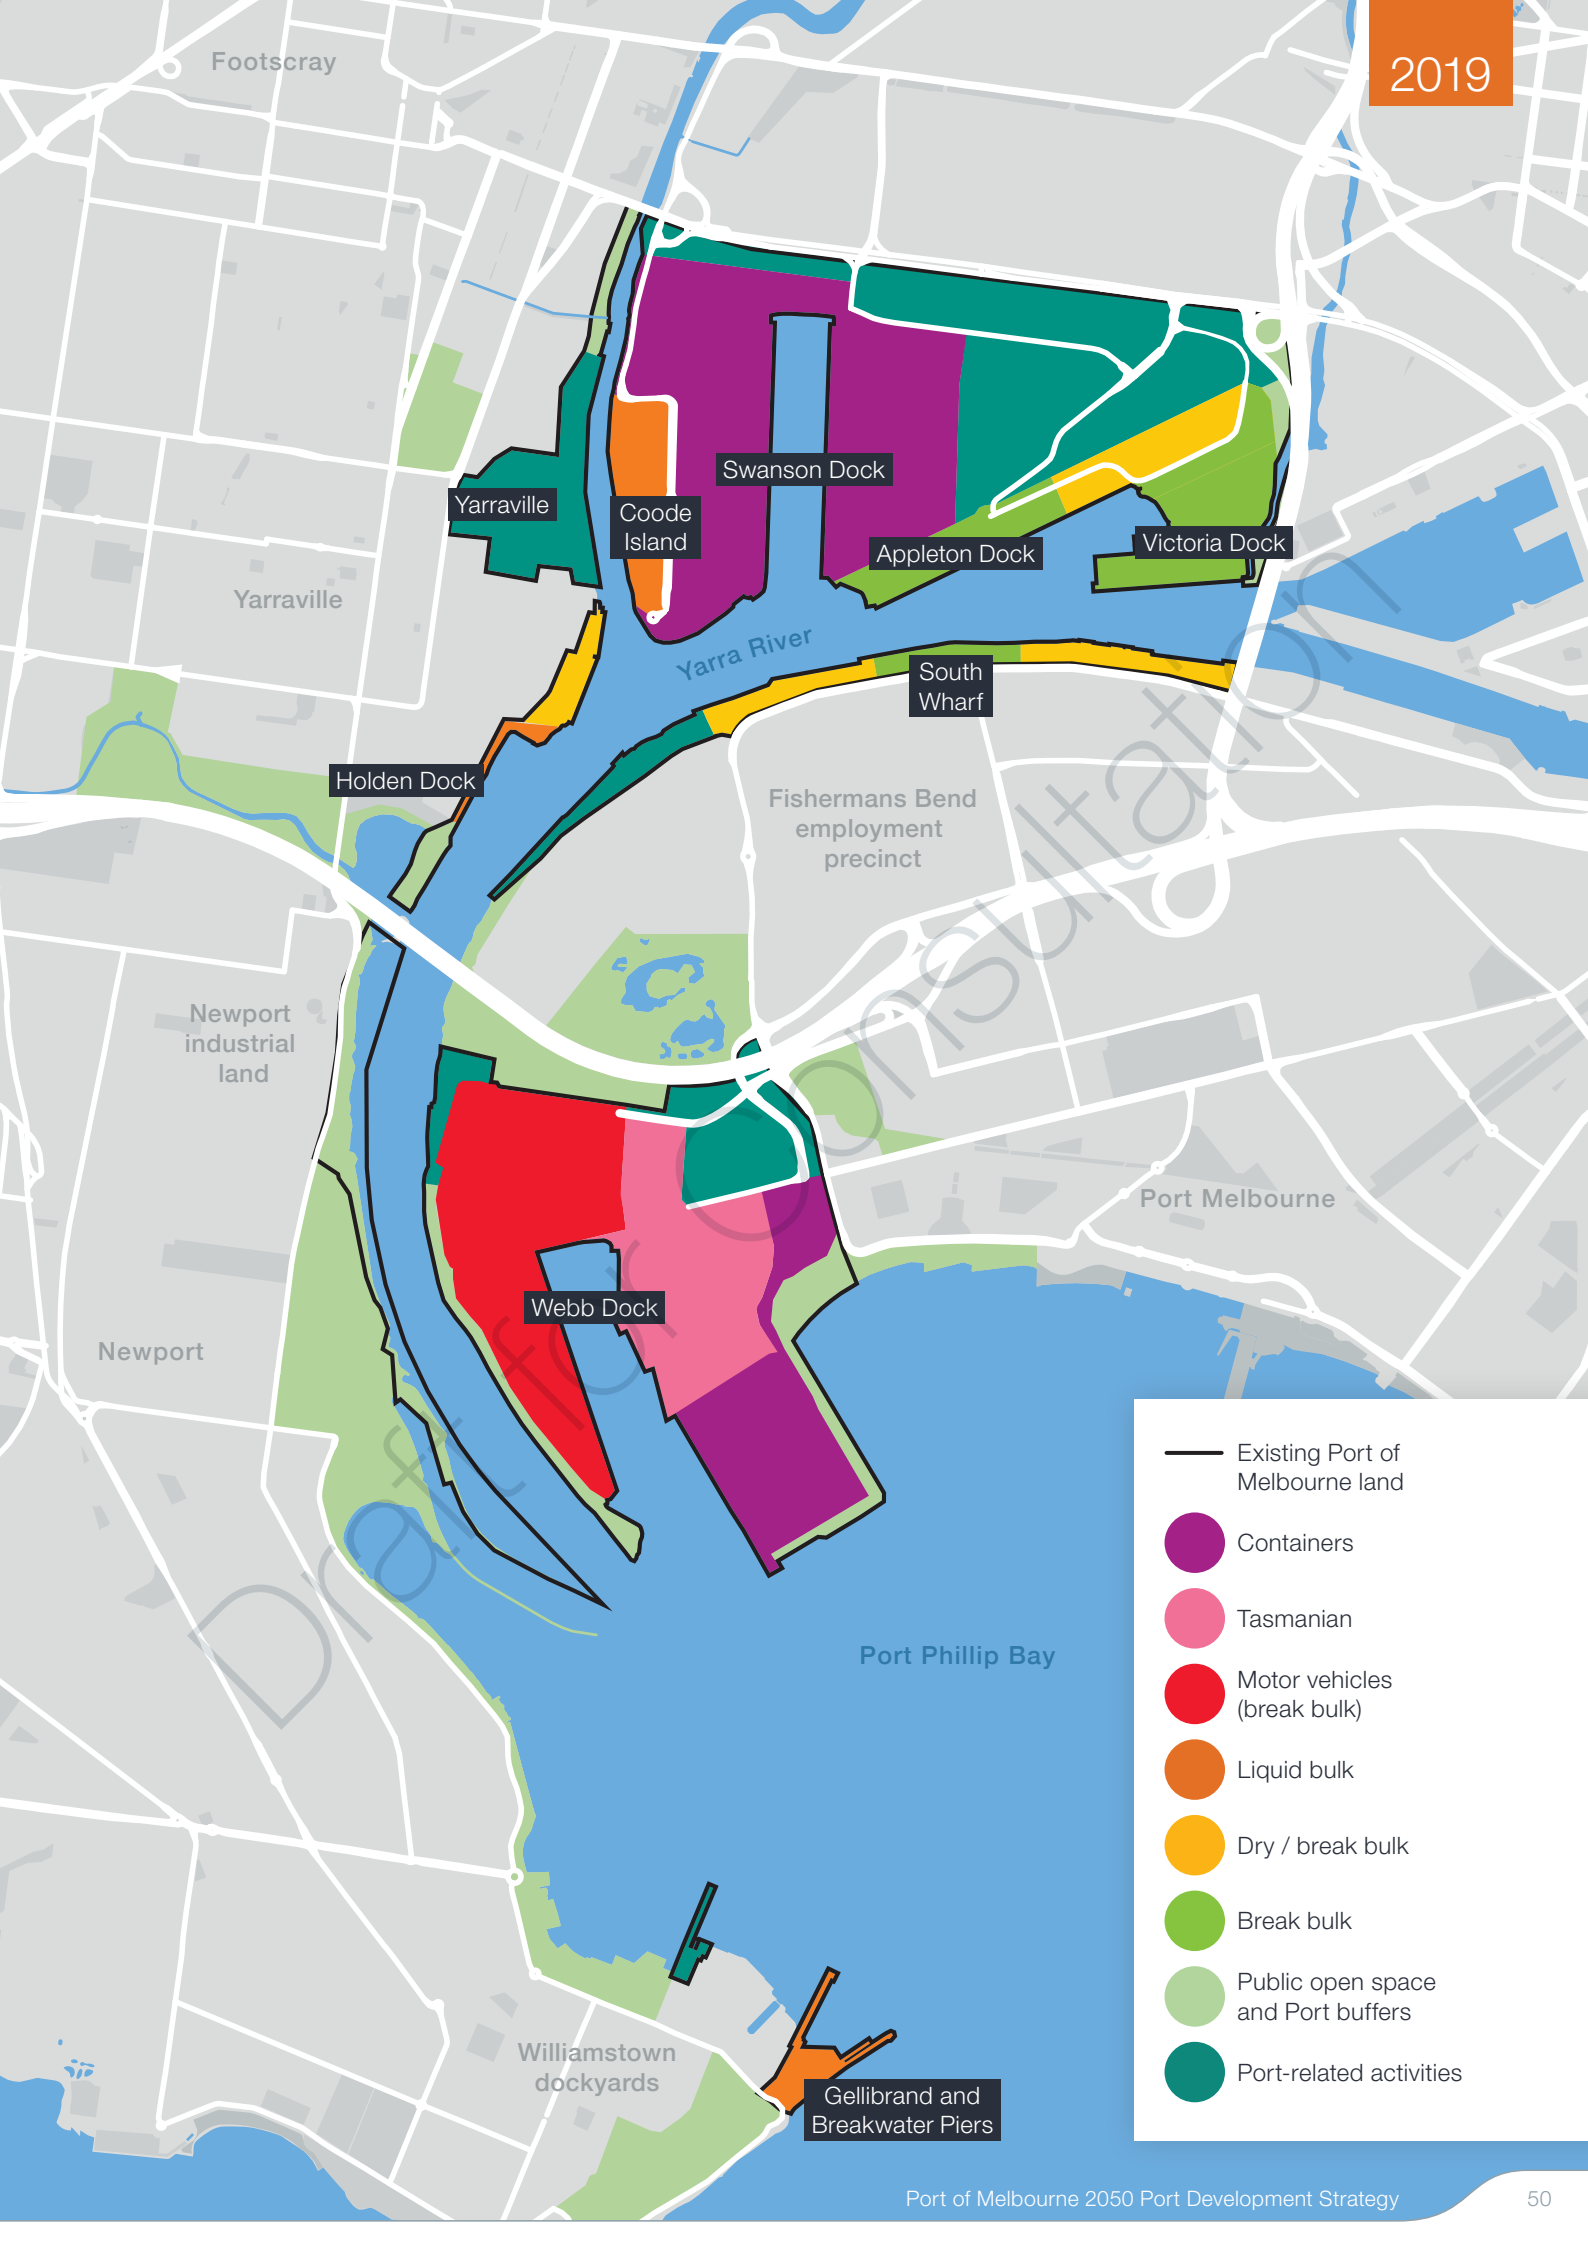 2019
Footscray
Swanson Dock
Yarraville
Coode
Island
Appleton Dock
Victoria Dock
Yarraville
Yarra River
South
Wharf
Holden Dock
Fishermans Bend
employment
precinct
Newport
industrial
land
Port Melbourne
Webb Dock
Newport
Draft for Consultation
Port Phillip Bay
Williamstown
dockyards
Gellibrand and
Breakwater Piers
Existing Port of
Melbourne land
Containers
Tasmanian
Motor vehicles
(break bulk)
Liquid bulk
Dry / break bulk
Break bulk
Public open space
and Port buffers
Port-related activities
Port of Melbourne 2050 Port Development Strategy
50